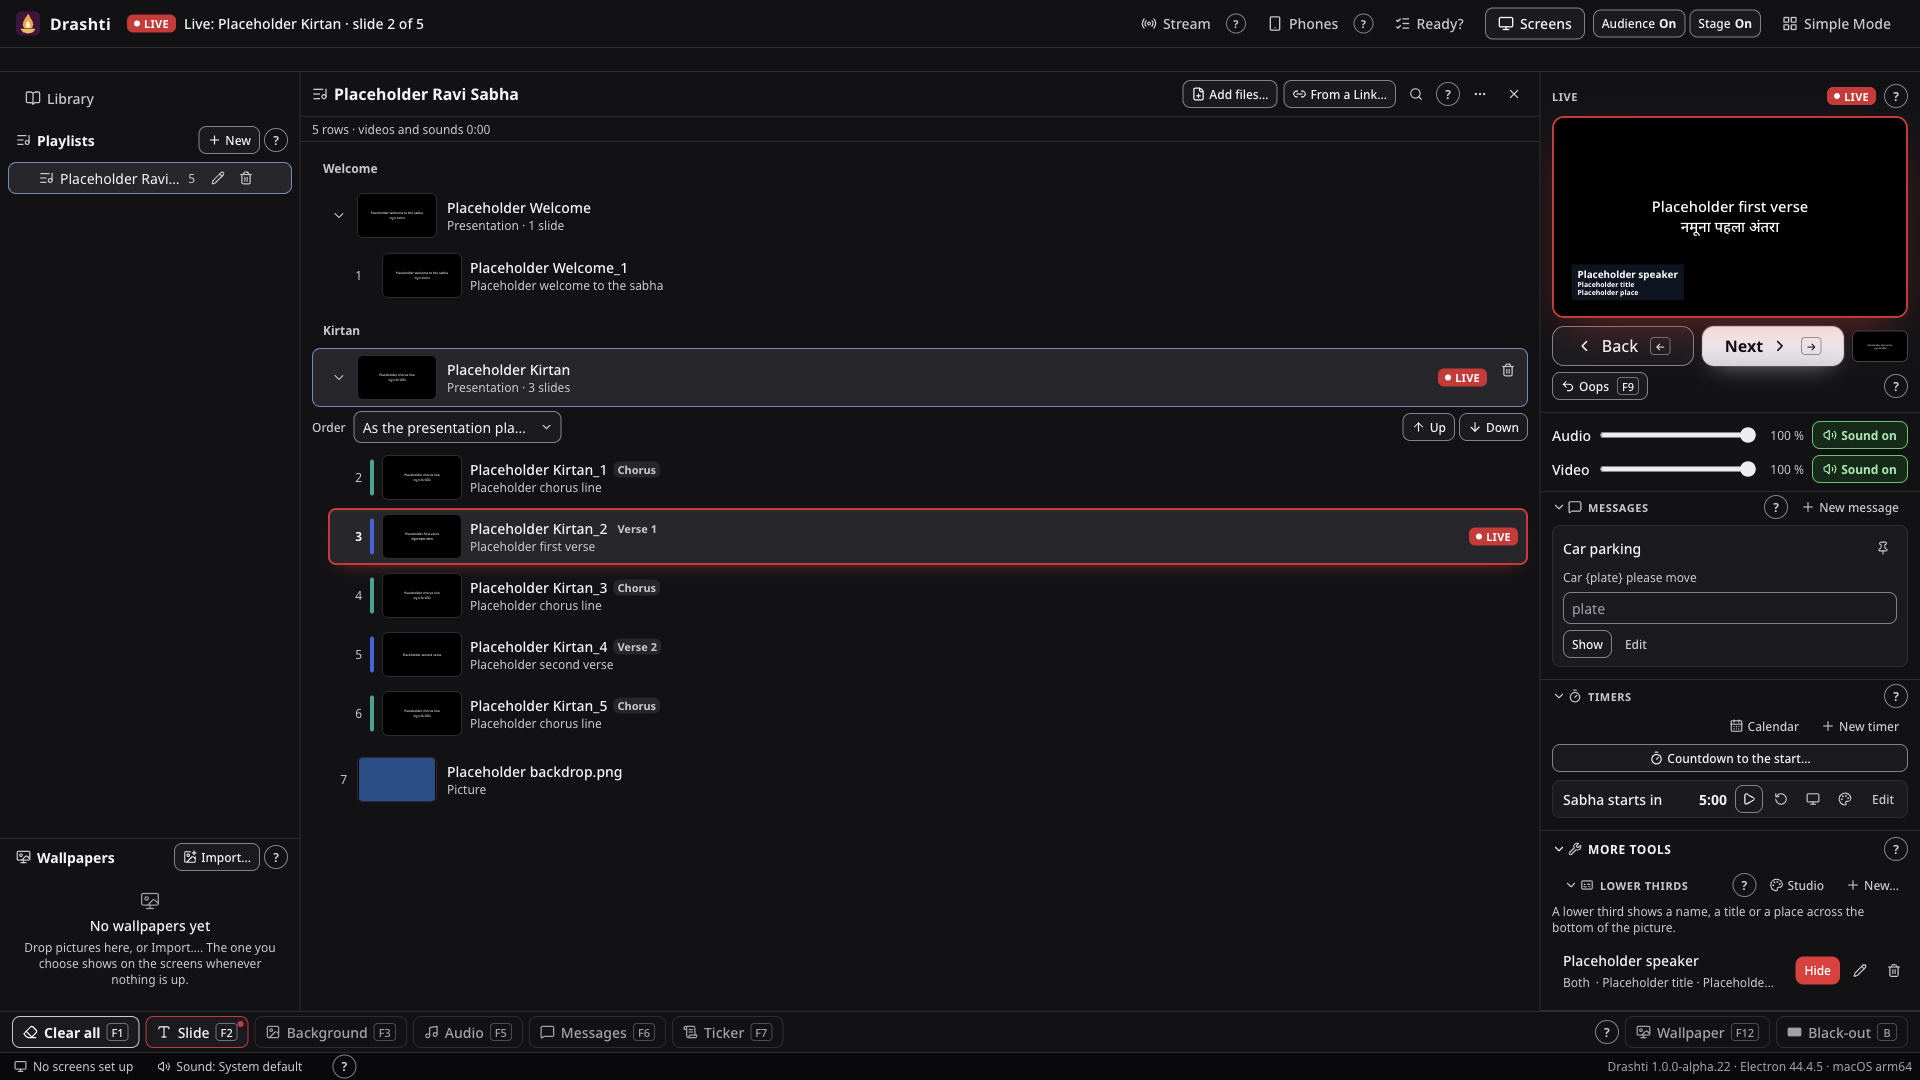 Drashti
LIVE
Live: Placeholder Kirtan · slide 2 of 5
Stream ?
Phones ?
Ready?
Screens
Audience On
Stage On
Simple Mode
Library
Playlists
New ?
Placeholder Ravi... 5
Wallpapers
Import... ?
No wallpapers yet
Drop pictures here, or Import.... The one you
choose shows on the screens whenever
nothing is up.
Placeholder Ravi Sabha
Add files...
From a Link...
?
5 rows · videos and sounds 0:00
Welcome
Placeholder Welcome
Presentation · 1 slide
1
Placeholder Welcome_1
Placeholder welcome to the sabha
Kirtan
Placeholder Kirtan
Presentation · 3 slides
LIVE
Order
As the presentation pla...
Up
Down
2
Placeholder Kirtan_1 Chorus
Placeholder chorus line
3
Placeholder Kirtan_2 Verse 1
Placeholder first verse
LIVE
4
Placeholder Kirtan_3 Chorus
Placeholder chorus line
5
Placeholder Kirtan_4 Verse 2
Placeholder second verse
6
Placeholder Kirtan_5 Chorus
Placeholder chorus line
7
Placeholder backdrop.png
Picture
LIVE
LIVE ?
Placeholder first verse
नमूना पहला अंतरा
Placeholder speaker
Placeholder title
Placeholder place
Back ←
Next →
Oops F9
?
Audio 100 % Sound on
Video 100 % Sound on
MESSAGES ? New message
Car parking
Car {plate} please move
plate
Show Edit
TIMERS ?
Calendar New timer
Countdown to the start...
Sabha starts in 5:00 Edit
MORE TOOLS ?
LOWER THIRDS ? Studio New...
A lower third shows a name, a title or a place across the
bottom of the picture.
Placeholder speaker
Both · Placeholder title · Placeholde...
Hide
Clear all F1
Slide F2
Background F3
Audio F5
Messages F6
Ticker F7
?
Wallpaper F12
Black-out B
No screens set up
Sound: System default
?
Drashti 1.0.0-alpha.22 · Electron 44.4.5 · macOS arm64